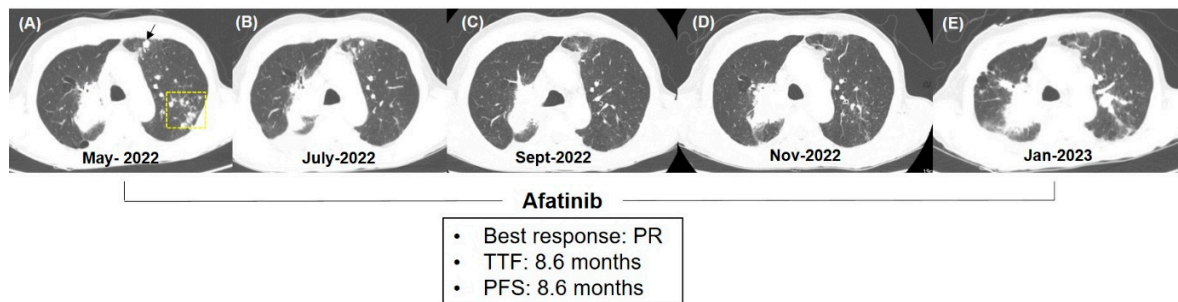 (A)
(B)
(C)
(D)
(E)
May- 2022
July-2022
Sept-2022
Nov-2022
Jan-2023
Afatinib
• Best response: PR
• TTF: 8.6 months
• PFS: 8.6 months